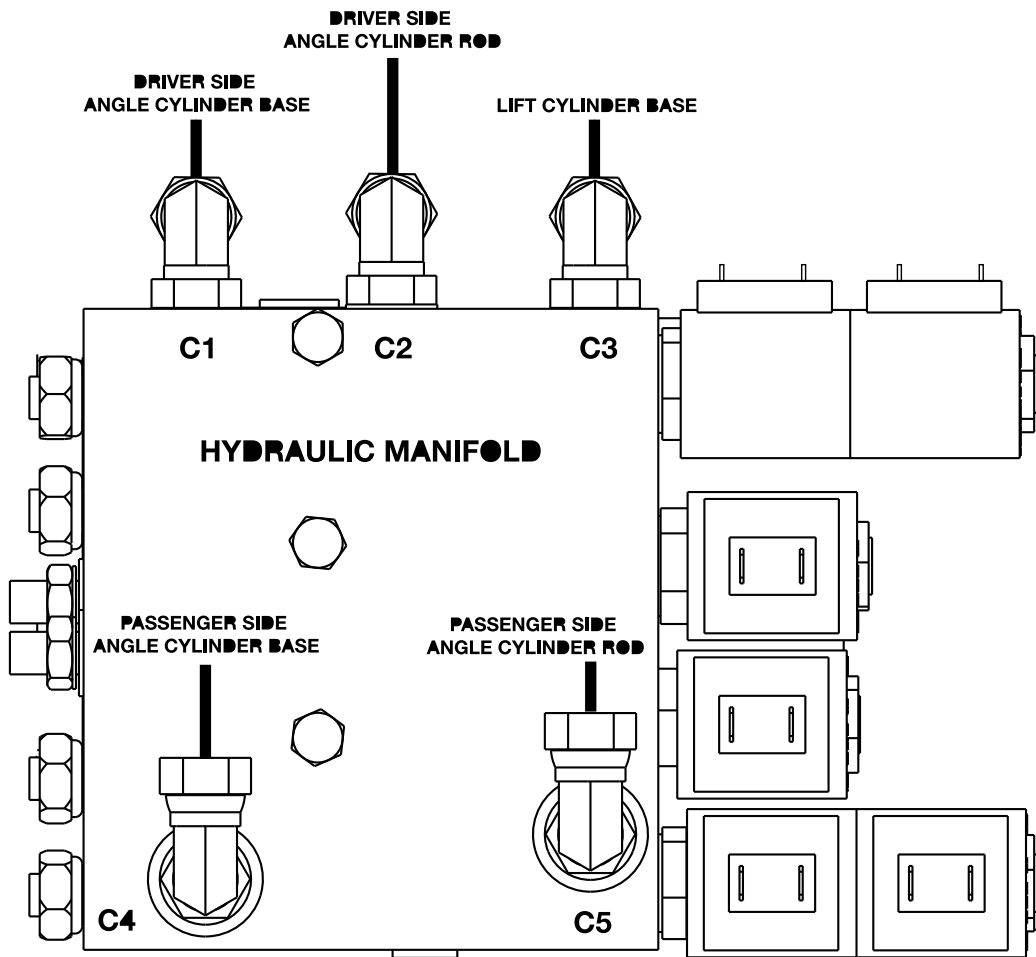 DRIVER SIDE
ANGLE CYLINDER ROD
DRIVER SIDE
ANGLE CYLINDER BASE
LIFT CYLINDER BASE
C1
C2
C3
HYDRAULIC MANIFOLD
PASSENGER SIDE
ANGLE CYLINDER BASE
PASSENGER SIDE
ANGLE CYLINDER ROD
C4
C5